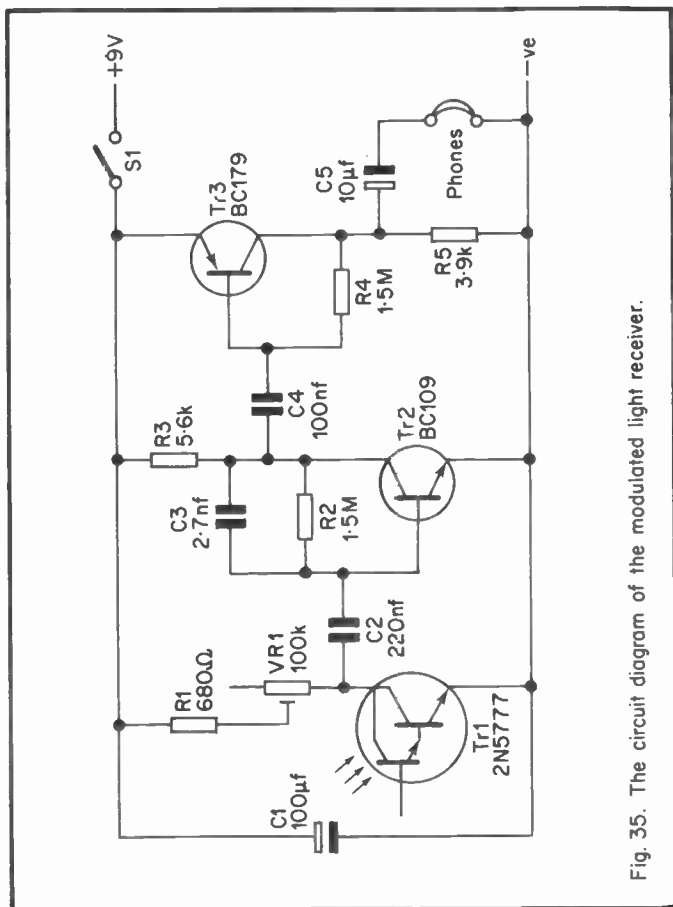 +9V
S1
Tr3
BC179
C5
10µf
Phones
-ve
R4
1·5M
R5
3·9k
R3
5·6k
C4
100nf
C3
2·7nf
R2
1·5M
Tr2
BC109
C2
220nf
R1
680Ω
VR1
100k
Tr1
2N5777
C1
100µf
Fig. 35. The circuit diagram of the modulated light receiver.